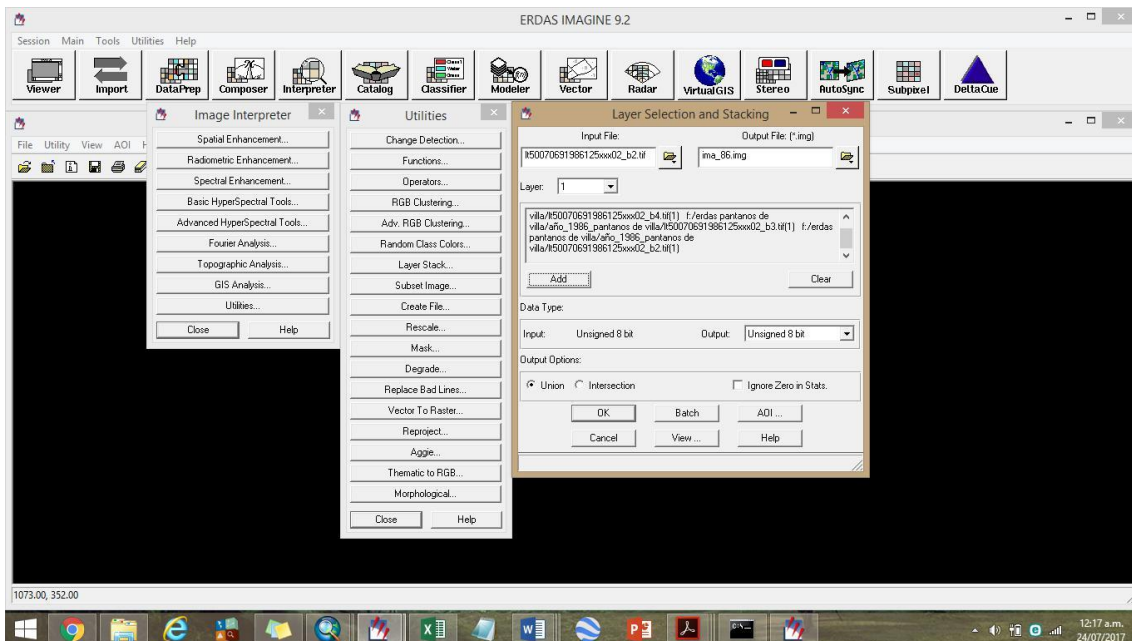 ERDAS IMAGINE 9.2
Session Main Tools Utilities Help
Viewer Import DataPrep Composer Interpreter Catalog Classifier Modeler Vector Radar VirtualGIS Stereo AutoSync Subpixel DeltaCue
File Utility View AOI H
Image Interpreter
Spatial Enhancement...
Radiometric Enhancement...
Spectral Enhancement...
Basic HyperSpectral Tools...
Advanced HyperSpectral Tools...
Fourier Analysis...
Topographic Analysis...
GIS Analysis...
Utilities...
Close Help
Utilities
Change Detection...
Functions...
Operators...
RGB Clustering...
Adv. RGB Clustering...
Random Class Colors...
Layer Stack...
Subset Image...
Create File...
Rescale...
Mask...
Degrade...
Replace Bad Lines...
Vector To Raster...
Reproject...
Aggie...
Thematic to RGB...
Morphological...
Close Help
Layer Selection and Stacking
Input File: Output File: (*.img)
lt50070691986125xxx02_b2.tif ima_86.img
Layer: 1
villa/lt50070691986125xxx02_b4.tif(1) f:/erdas pantanos de
villa/año_1986_pantanos de villa/lt50070691986125xxx02_b3.tif(1) f:/erdas
pantanos de villa/año_1986_pantanos de
villa/lt50070691986125xxx02_b2.tif(1)
Add Clear
Data Type:
Input: Unsigned 8 bit Output: Unsigned 8 bit
Output Options:
Union Intersection Ignore Zero in Stats.
OK Batch AOI ...
Cancel View ... Help
1073.00, 352.00
12:17 a.m.
24/07/2017